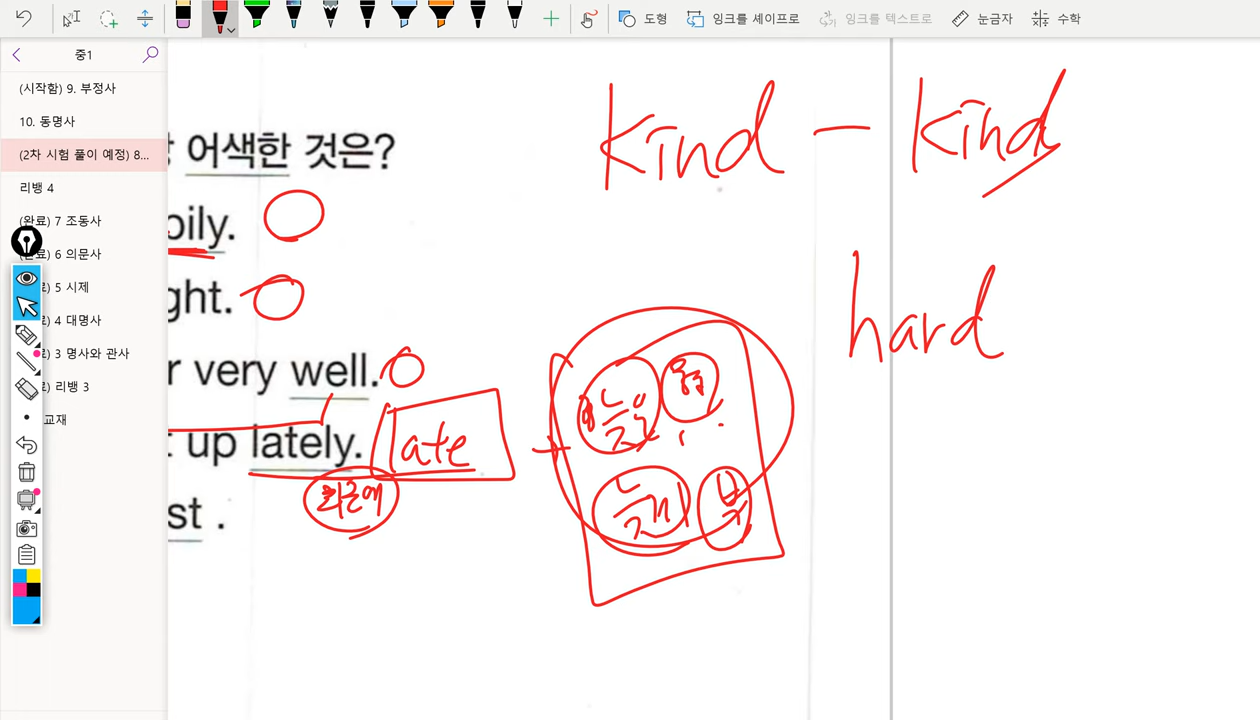 도형
잉크를 셰이프로
잉크를 텍스트로
눈금자
수학
중1
(시작함) 9. 부정사
10. 동명사
(2차 시험 풀이 예정) 8...
리뱅 4
7 조동사
6 의문사
5 시제
4 대명사
3 명사와 관사
리뱅 3
교재
어색한 것은?
kind - kind
pily.
ght.
hard
r very well.
up lately. late
최근에
늦은 형
늦게 부
st .